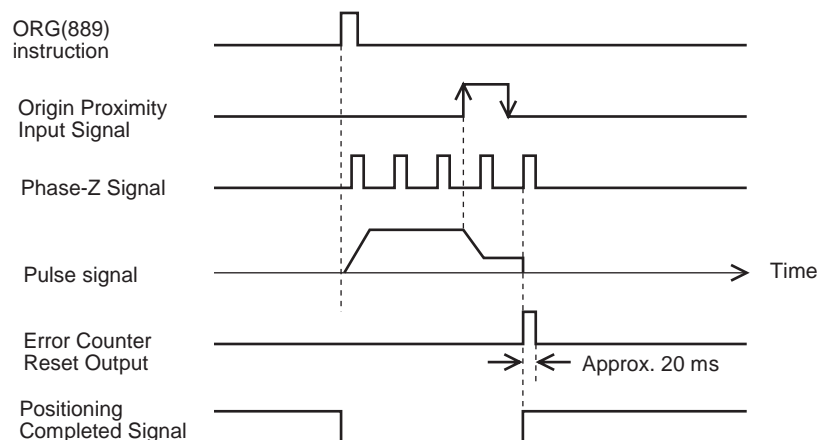 ORG(889)
instruction
Origin Proximity
Input Signal
Phase-Z Signal
Pulse signal
Time
Error Counter
Reset Output
Approx. 20 ms
Positioning
Completed Signal